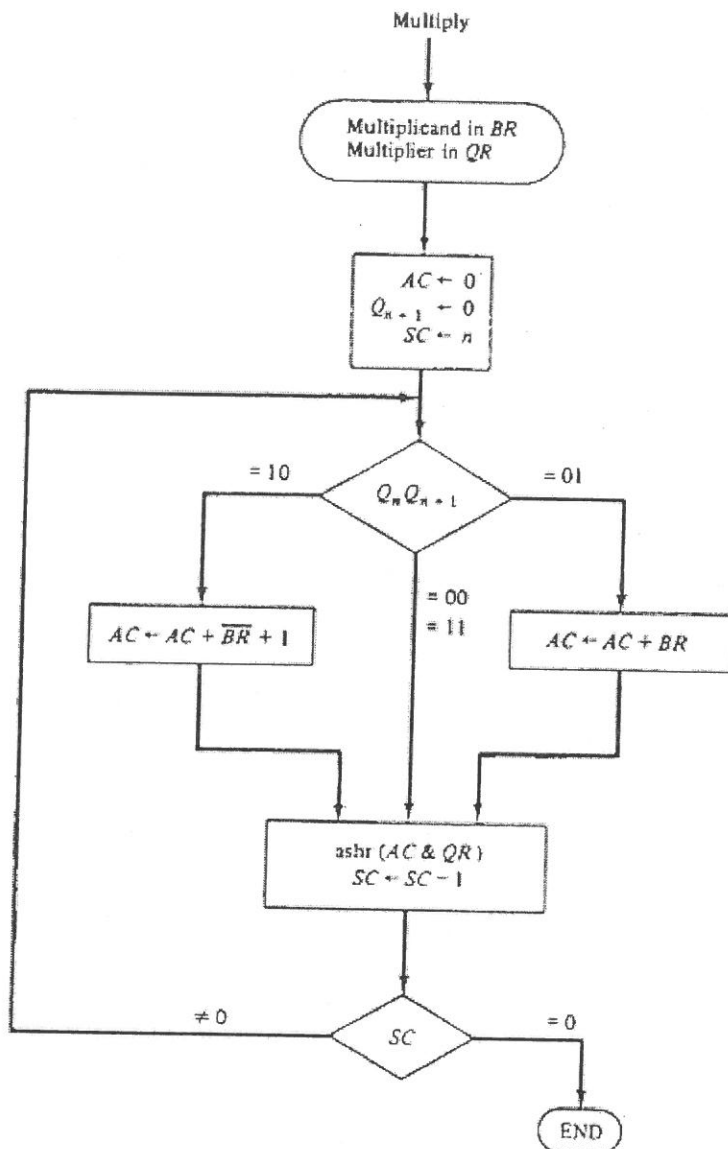 Multiply
Multiplicand in BR
Multiplier in QR
AC ← 0
Qn + 1 ← 0
SC ← n
= 10
QnQn + 1
= 01
= 00
= 11
AC ← AC + B̅R̅ + 1
AC ← AC + BR
ashr (AC & QR)
SC ← SC − 1
≠ 0
SC
= 0
END